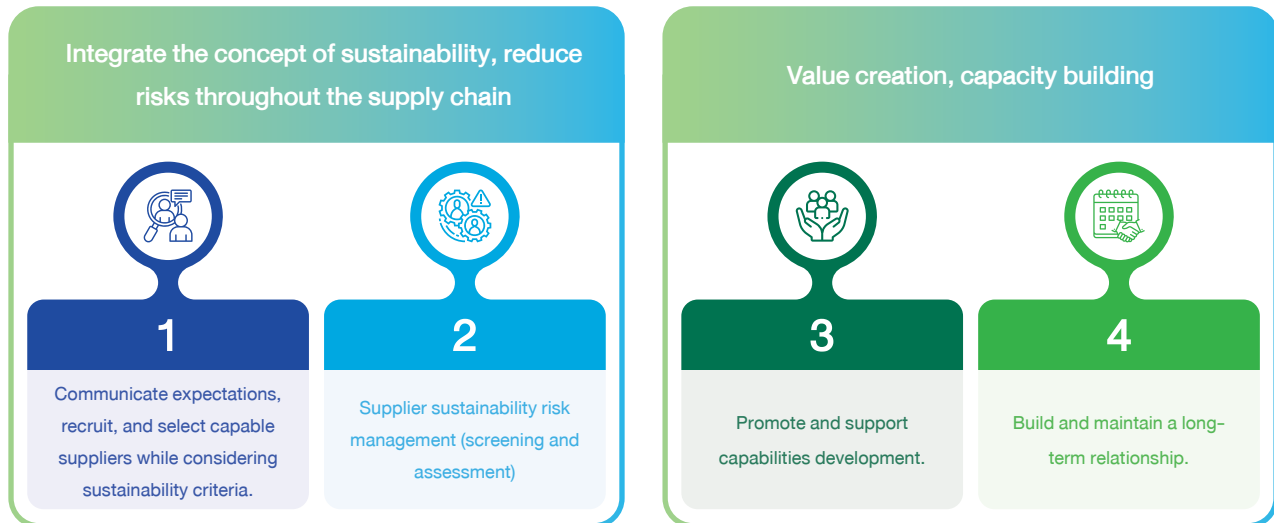 Integrate the concept of sustainability, reduce
risks throughout the supply chain
1
Communicate expectations,
recruit, and select capable
suppliers while considering
sustainability criteria.
2
Supplier sustainability risk
management (screening and
assessment)
Value creation, capacity building
3
Promote and support
capabilities development.
4
Build and maintain a long-
term relationship.